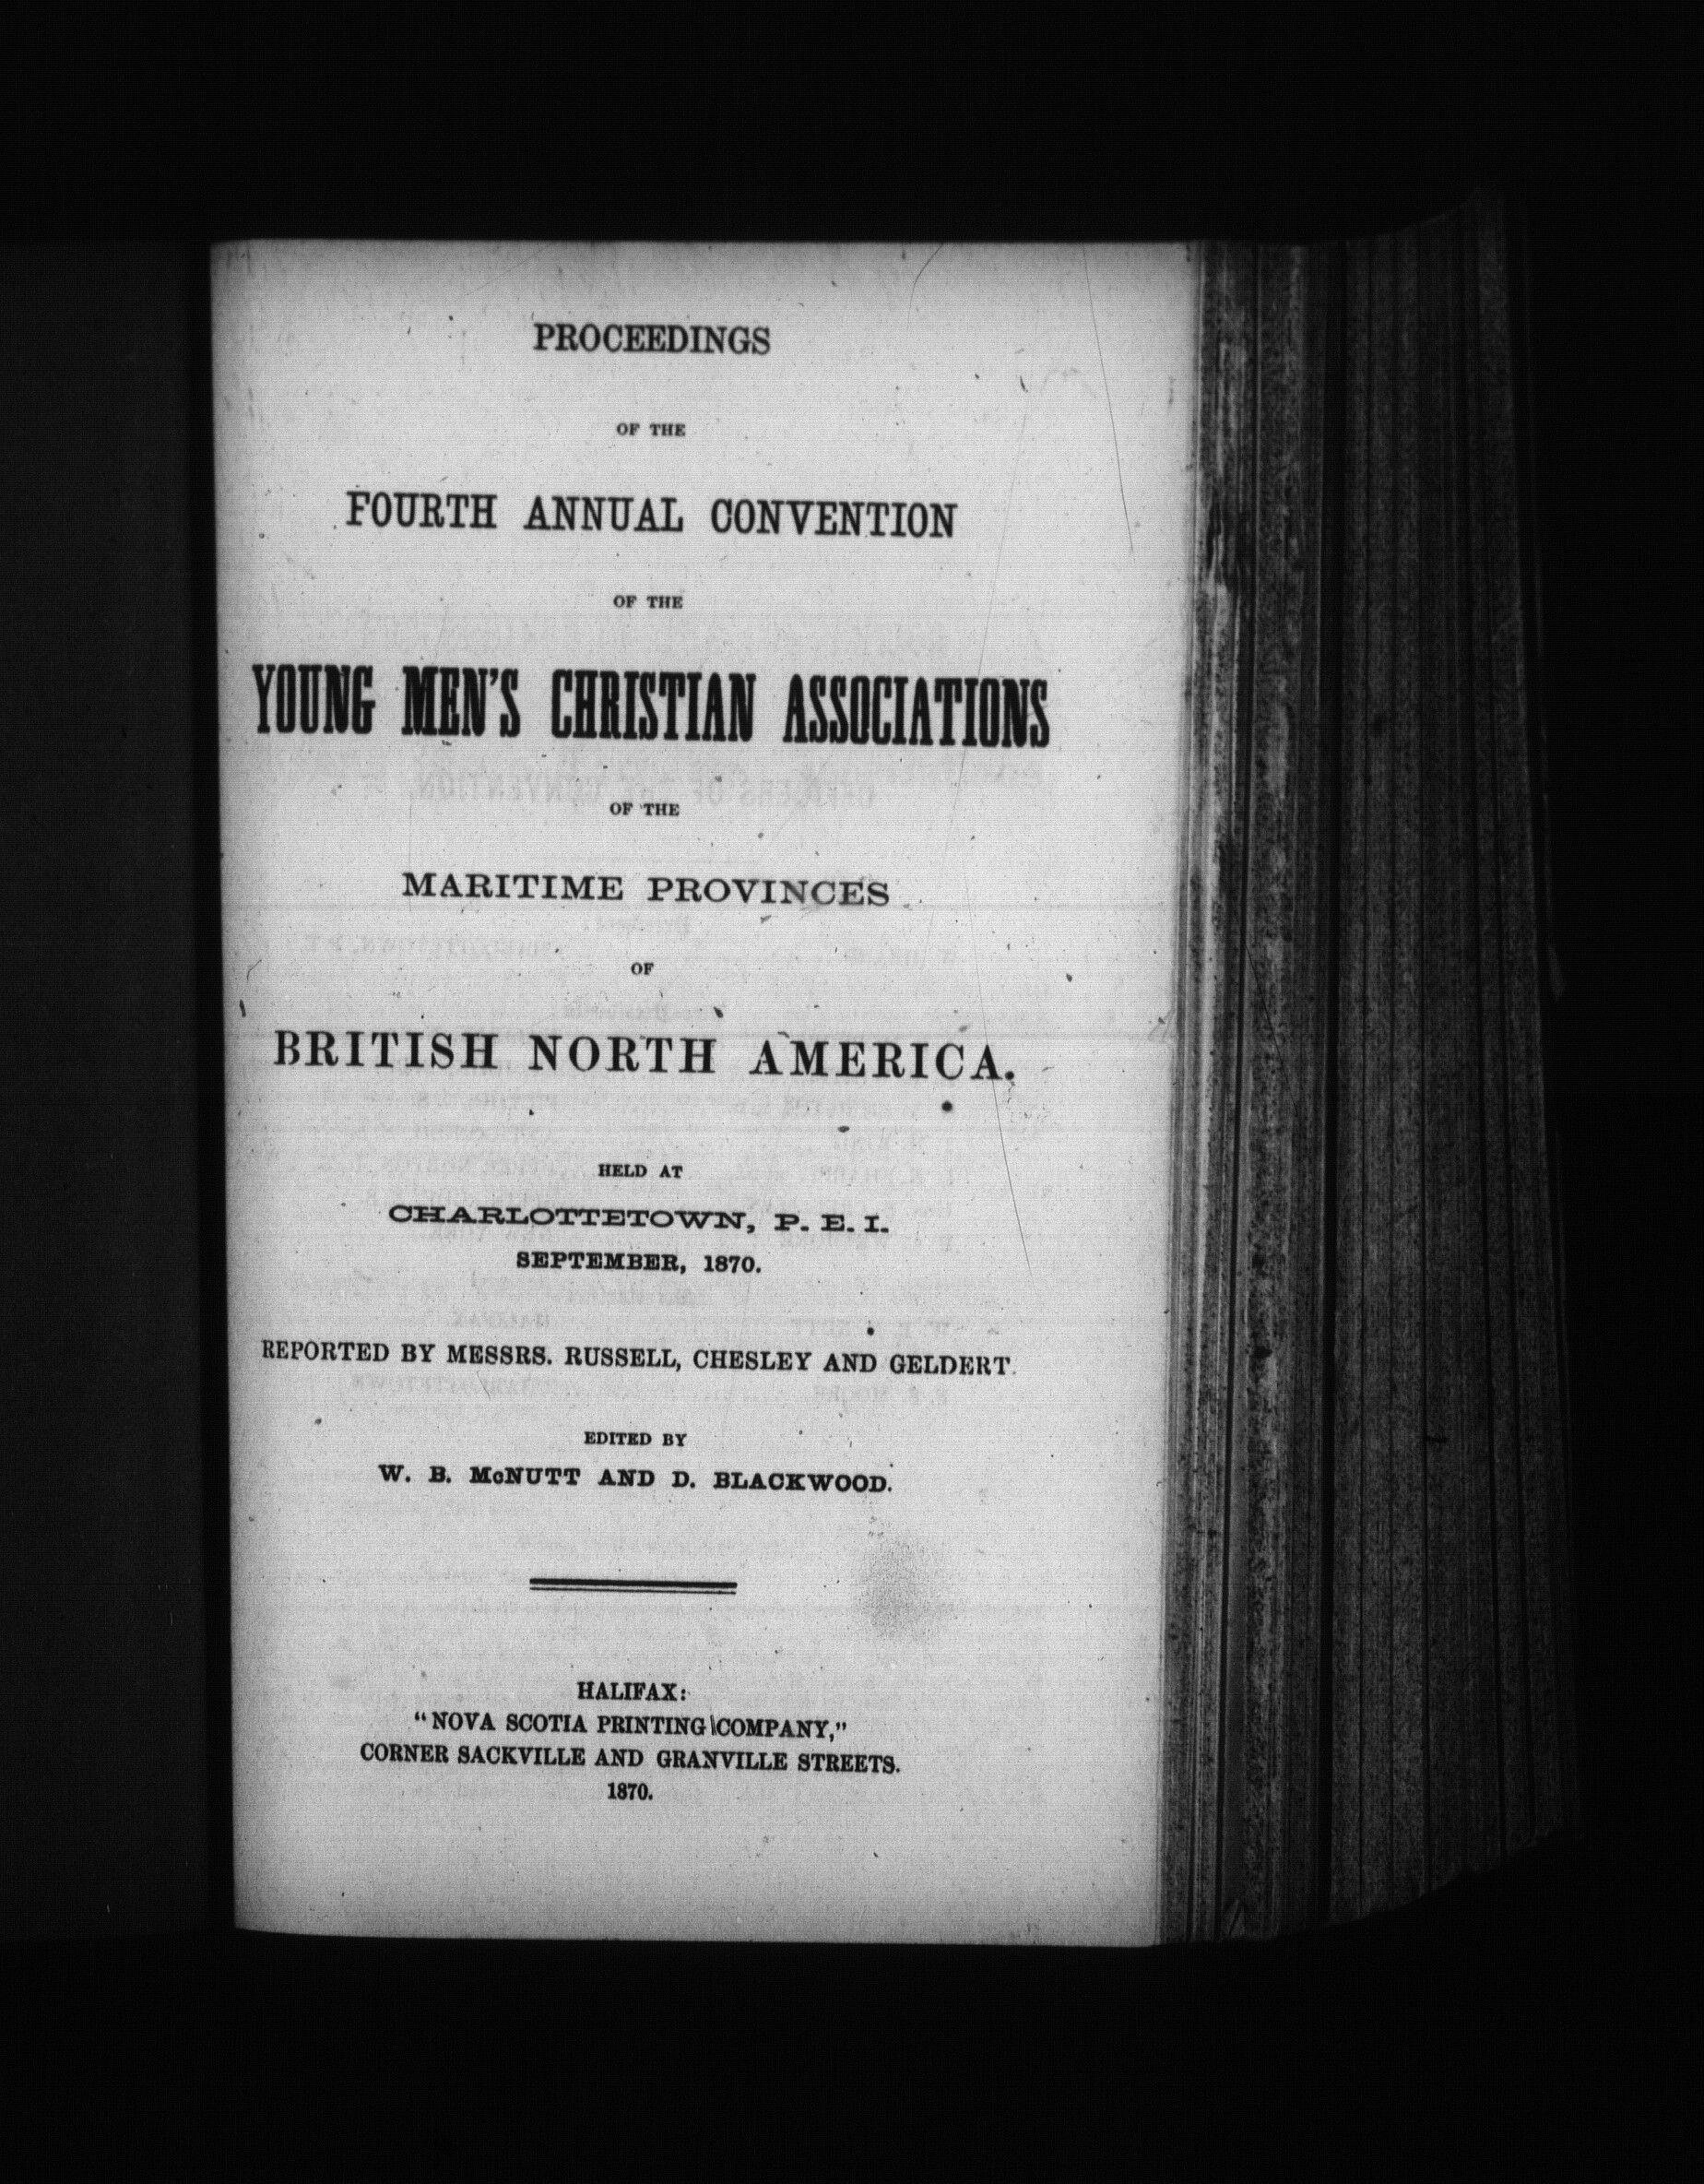 PROCEEDINGS
OF THE
FOURTH ANNUAL CONVENTION
OF THE
YOUNG MEN'S CHRISTIAN ASSOCIATIONS
OF THE
MARITIME PROVINCES
OF
BRITISH NORTH AMERICA.
HELD AT
CHARLOTTETOWN, P. E. I.
SEPTEMBER, 1870.
REPORTED BY MESSRS. RUSSELL, CHESLEY AND GELDERT.
EDITED BY
W. B. McNUTT AND D. BLACKWOOD.
HALIFAX:
"NOVA SCOTIA PRINTING COMPANY,"
CORNER SACKVILLE AND GRANVILLE STREETS.
1870.